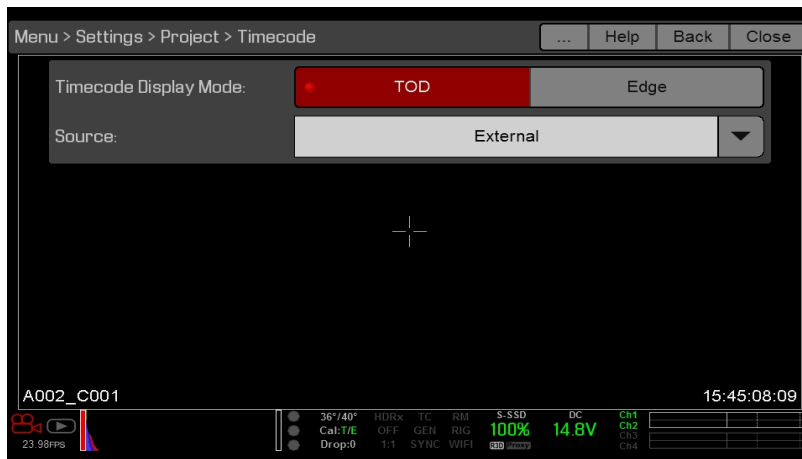 Menu > Settings > Project > Timecode ... Help Back Close
Timecode Display Mode: TOD Edge
Source: External
A002_C001 15:45:08:09
36°/40° HDRx TC RM S-SSD DC Ch1
Cal:T/E OFF GEN RIG 100% 14.8V Ch2
23.98FPS Drop:0 1:1 SYNC WIFI R3D Proxy Ch3
Ch4